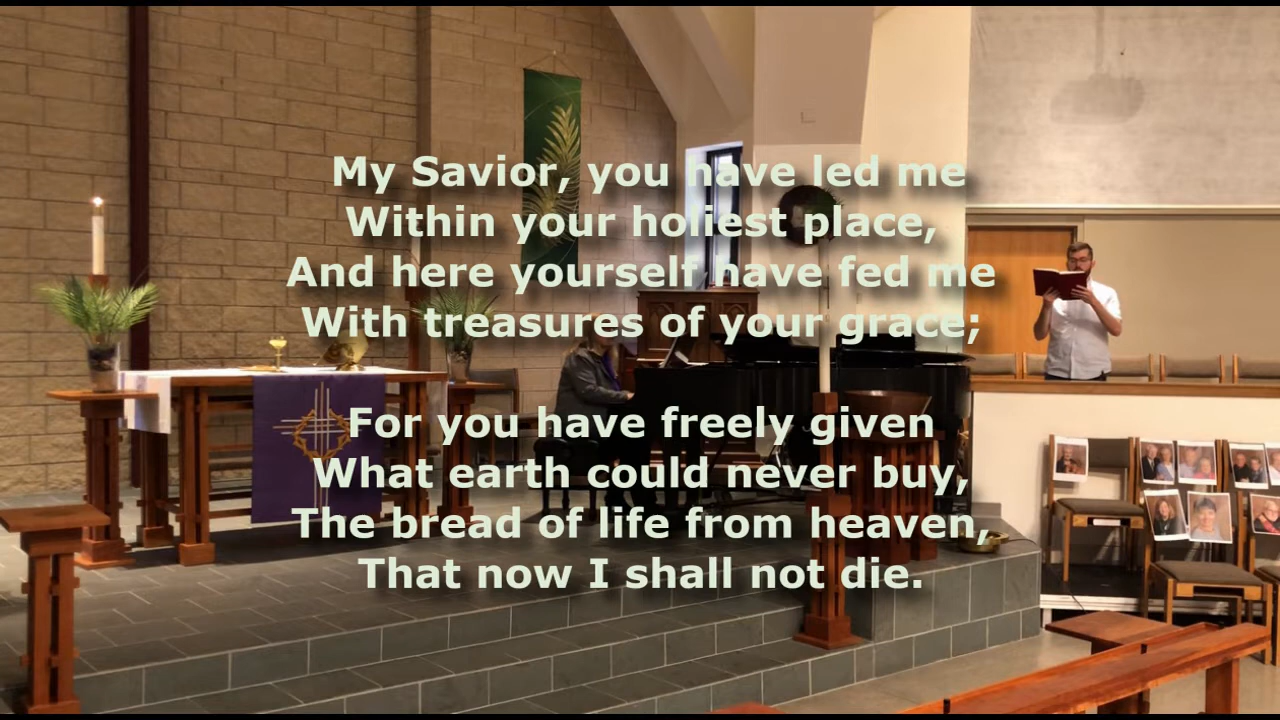 My Savior, you have led me
Within your holiest place,
And here yourself have fed me
With treasures of your grace;
For you have freely given
What earth could never buy,
The bread of life from heaven,
That now I shall not die.